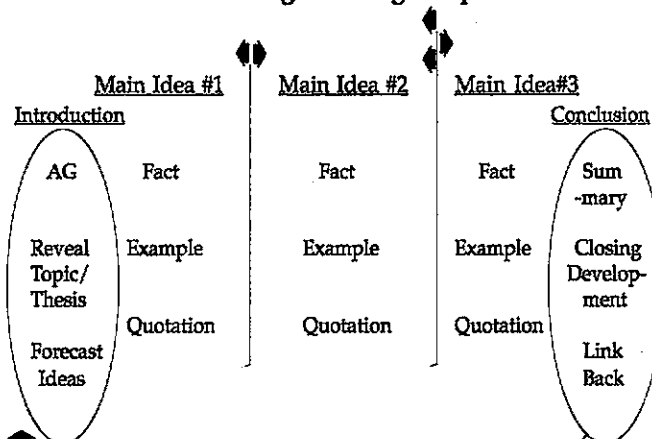 Main Idea #1 Main Idea #2 Main Idea#3
Introduction Conclusion
AG Fact Fact Fact Sum
-mary
Reveal Example Example Example Closing
Topic/ Develop-
Thesis ment
Quotation Quotation Quotation
Forecast Link
Ideas Back